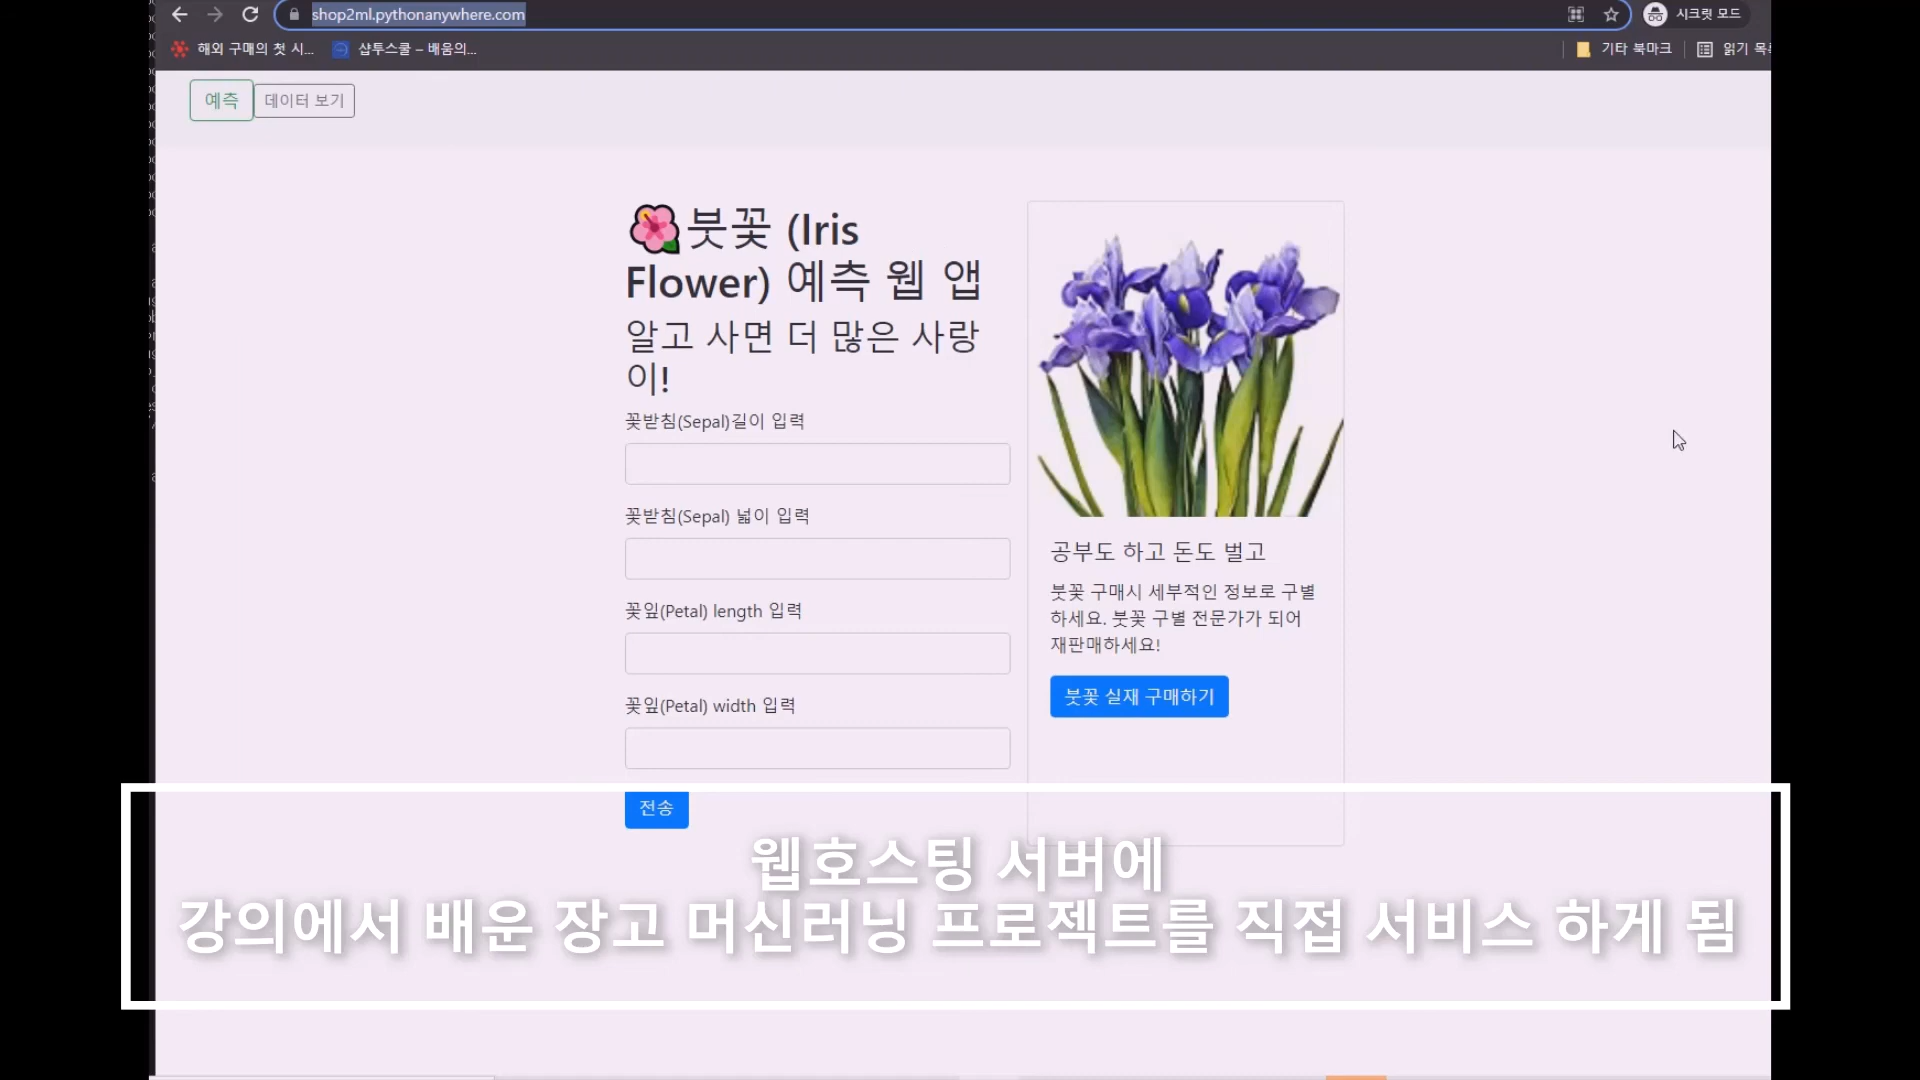 shop2ml.pythonanywhere.com
시크릿 모드
해외 구매의 첫 시...
샵투스쿨 – 배움의...
기타 북마크
읽기 목
예측
데이터 보기
붓꽃 (Iris
Flower) 예측 웹 앱
알고 사면 더 많은 사랑
이!
꽃받침(Sepal)길이 입력
꽃받침(Sepal) 넓이 입력
꽃잎(Petal) length 입력
꽃잎(Petal) width 입력
전송
공부도 하고 돈도 벌고
붓꽃 구매시 세부적인 정보로 구별
하세요. 붓꽃 구별 전문가가 되어
재판매하세요!
붓꽃 실재 구매하기
웹호스팅 서버에
강의에서 배운 장고 머신러닝 프로젝트를 직접 서비스 하게 됨